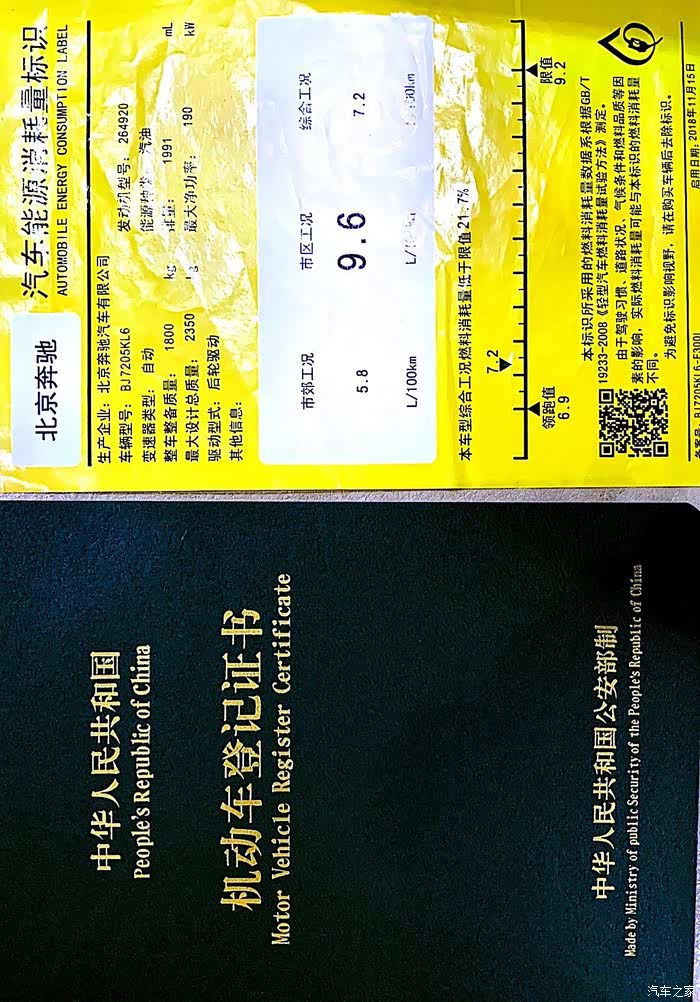 北京奔驰
汽车能源消耗量标识
AUTOMOBILE ENERGY CONSUMPTION LABEL
生产企业：北京奔驰汽车有限公司
车辆型号：BJ7205KL6 发动机型号：264920
变速器类型：自动 能源种类：汽油
整车整备质量：1800 kg 排量：1991 mL
最大设计总质量：2350 kg 最大净功率：190 kW
驱动型式：后轮驱动
其他信息：
市郊工况 市区工况 综合工况
5.8 9.6 7.2
L/100km L/100km L/100km
本车型综合工况燃料消耗量低于限值21.7%
7.2
领跑值 限值
6.9 9.2
本标识所采用的燃料消耗量数据系根据GB/T
19233-2008《轻型汽车燃料消耗量试验方法》测定。
由于驾驶习惯、道路状况、气候条件和燃料品质等因
素的影响，实际燃料消耗量可能与本标识的燃料消耗量
不同。
为避免标识影响视野，请在购买车辆后去除标识。
备案号：BJ7205KL6-E300L 启用日期：2018年11月15日
中华人民共和国
People's Republic of China
机动车登记证书
Motor Vehicle Register Certificate
中华人民共和国公安部制
Made by Ministry of public Security of the People's Republic of China
汽车之家